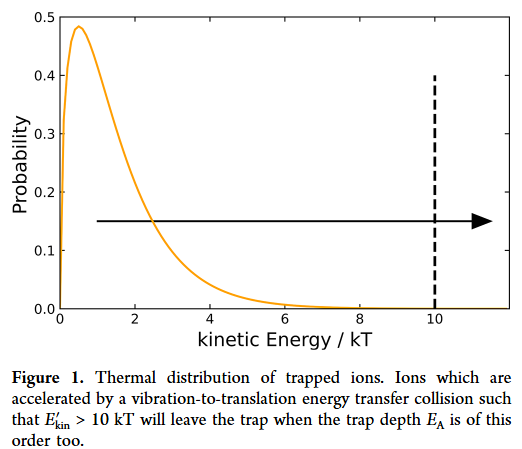 0.5
0.4
0.3
0.2
0.1
0.0
Probability
0 2 4 6 8 10
kinetic Energy / kT
Figure 1. Thermal distribution of trapped ions. Ions which are
accelerated by a vibration-to-translation energy transfer collision such
that E′kin > 10 kT will leave the trap when the trap depth EA is of this
order too.